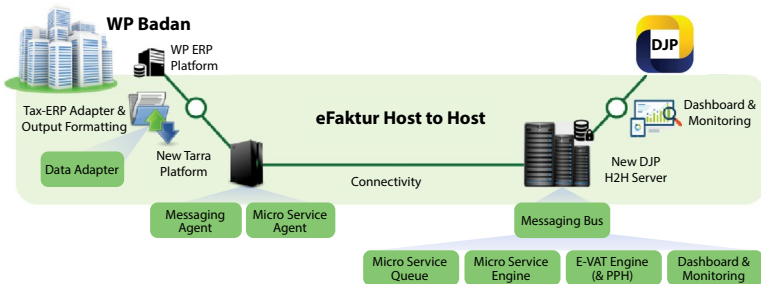 WP Badan
WP ERP
Platform
DJP
Tax-ERP Adapter &
Output Formatting
eFaktur Host to Host
Dashboard &
Monitoring
Data Adapter
New Tarra
Platform
Connectivity
New DJP
H2H Server
Messaging
Agent
Micro Service
Agent
Messaging Bus
Micro Service
Queue
Micro Service
Engine
E-VAT Engine
(& PPH)
Dashboard &
Monitoring